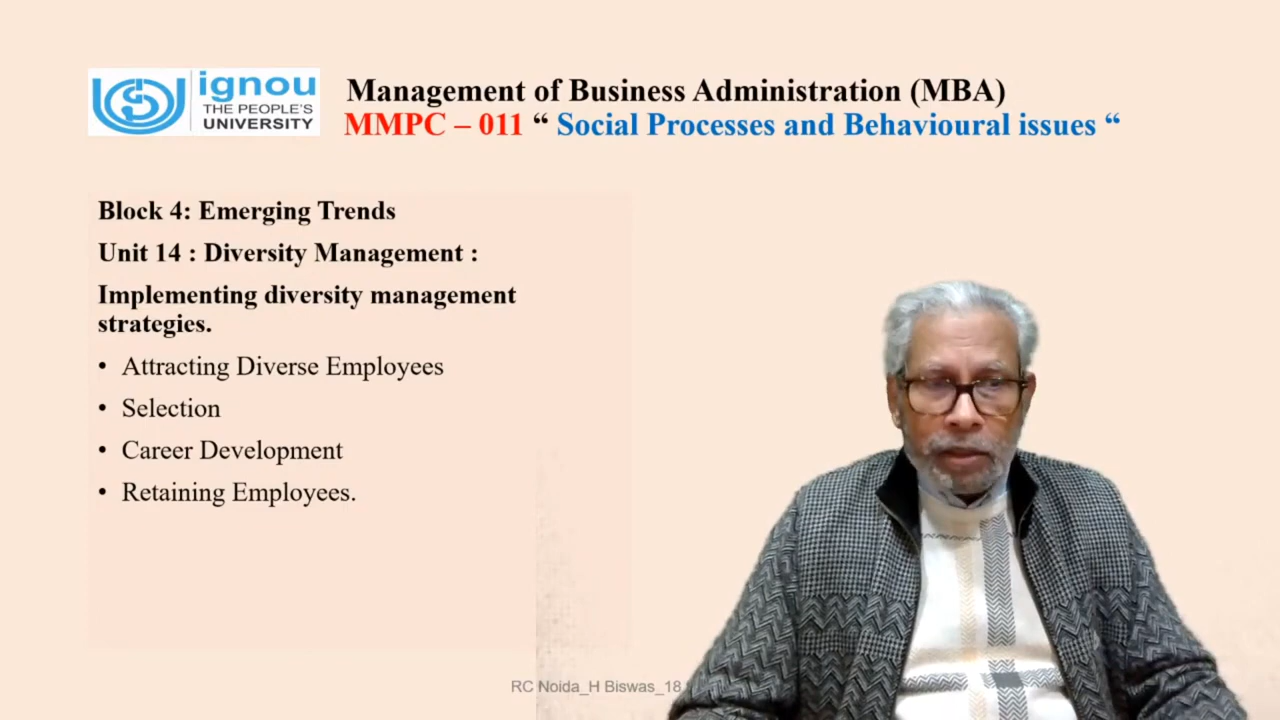 ignou
THE PEOPLE'S
UNIVERSITY
Management of Business Administration (MBA)
MMPC – 011 “ Social Processes and Behavioural issues “
Block 4: Emerging Trends
Unit 14 : Diversity Management :
Implementing diversity management
strategies.
• Attracting Diverse Employees
• Selection
• Career Development
• Retaining Employees.
RC Noida_H Biswas_18